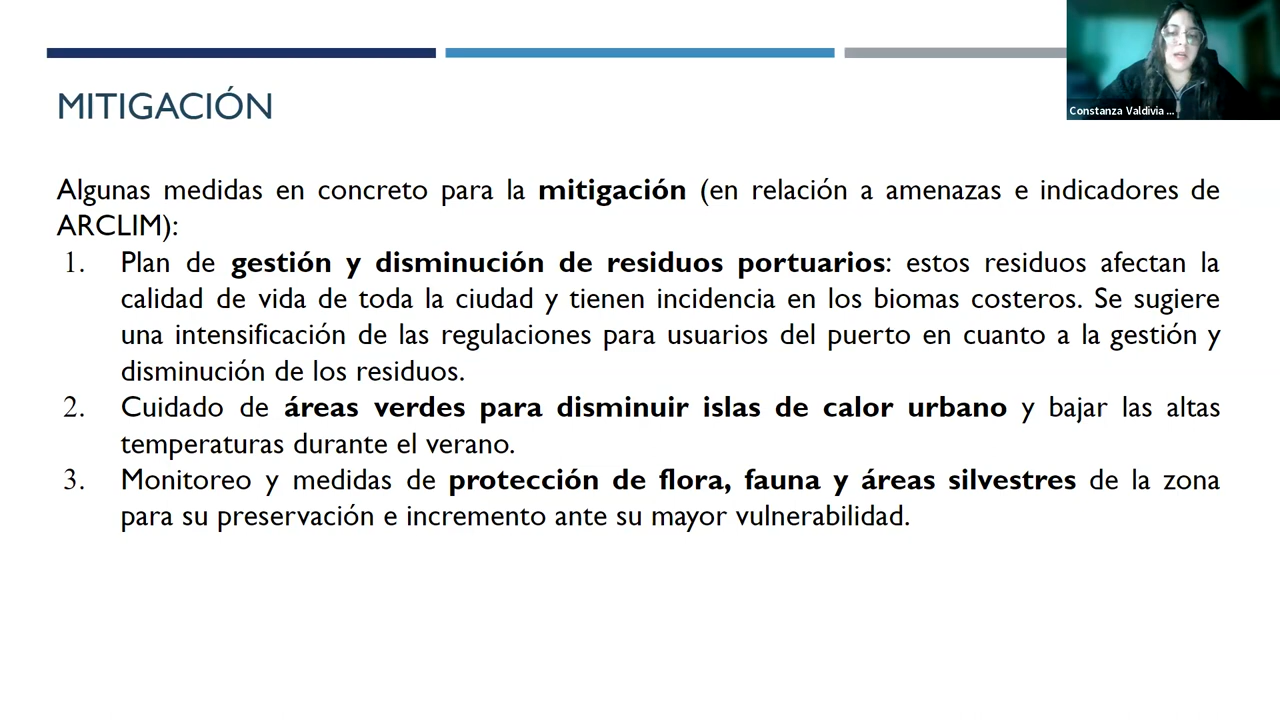 Constanza Valdivia ...
MITIGACIÓN
Algunas medidas en concreto para la mitigación (en relación a amenazas e indicadores de
ARCLIM):
1. Plan de gestión y disminución de residuos portuarios: estos residuos afectan la
calidad de vida de toda la ciudad y tienen incidencia en los biomas costeros. Se sugiere
una intensificación de las regulaciones para usuarios del puerto en cuanto a la gestión y
disminución de los residuos.
2. Cuidado de áreas verdes para disminuir islas de calor urbano y bajar las altas
temperaturas durante el verano.
3. Monitoreo y medidas de protección de flora, fauna y áreas silvestres de la zona
para su preservación e incremento ante su mayor vulnerabilidad.